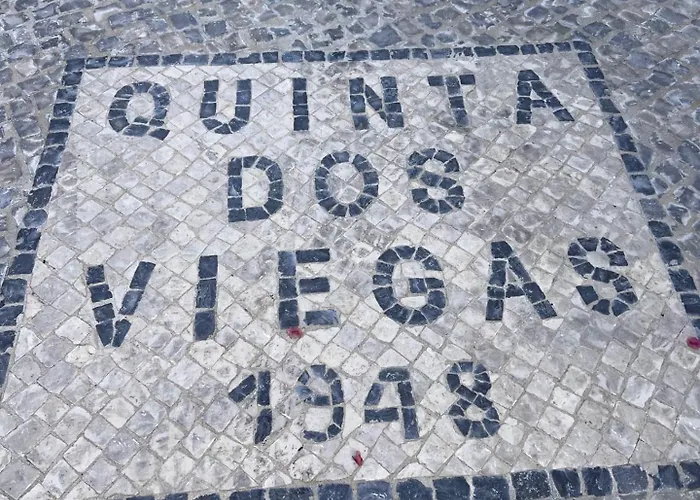 QUINTA
DOS
VIEGAS
1948